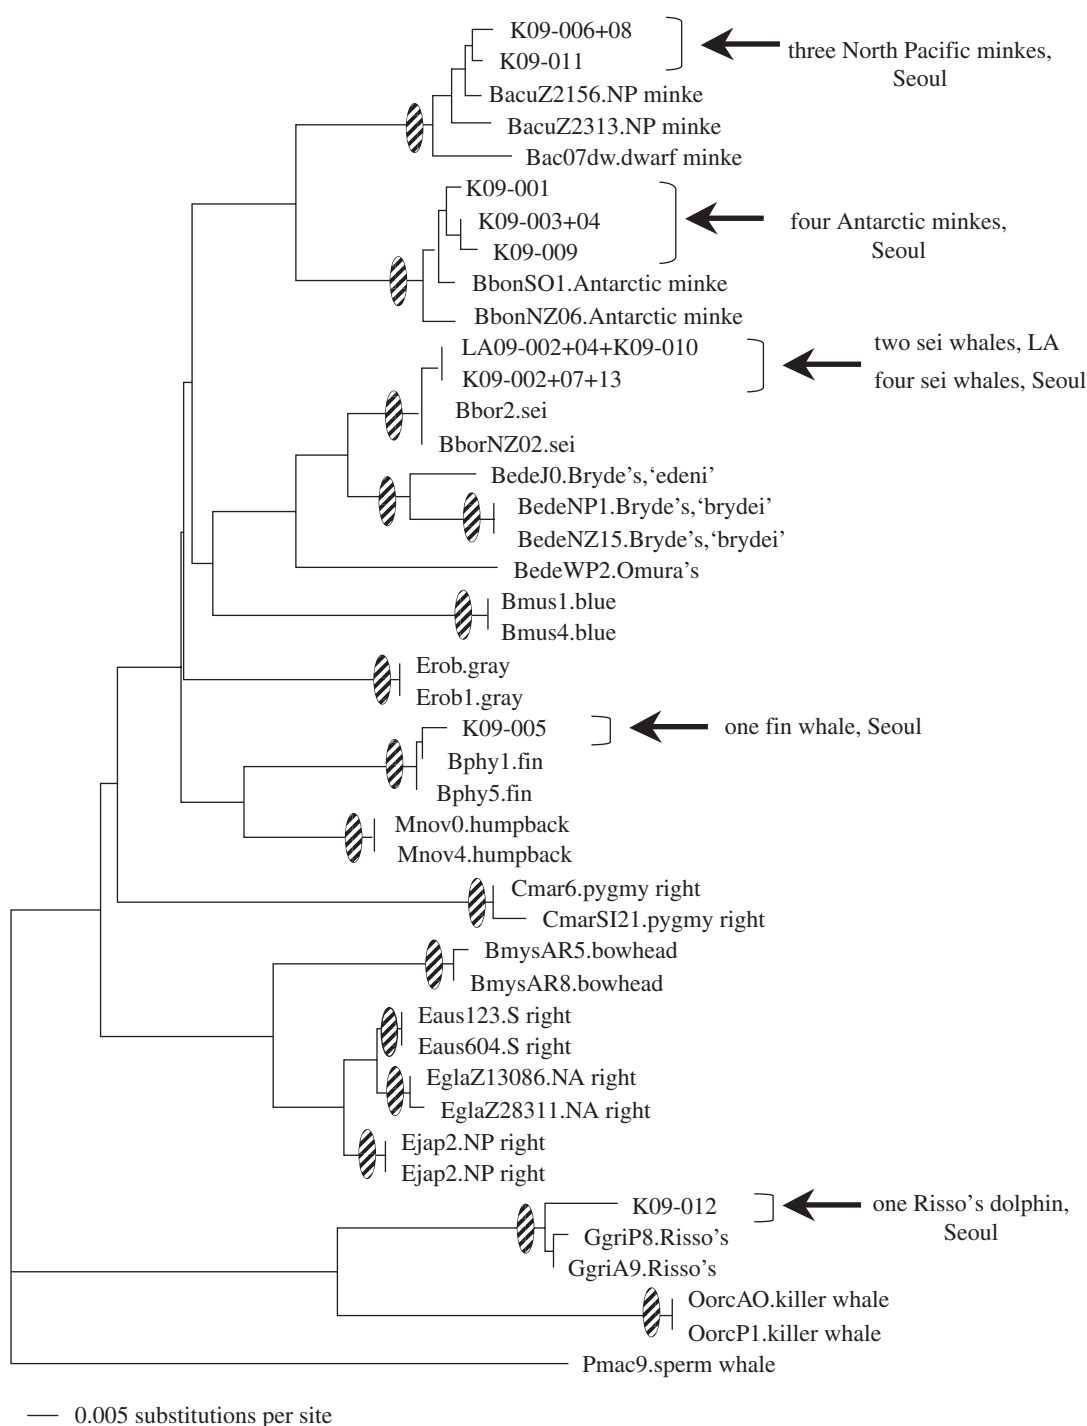 K09-006+08
K09-011
three North Pacific minkes,
Seoul
BacuZ2156.NP minke
BacuZ2313.NP minke
Bac07dw.dwarf minke
K09-001
K09-003+04
K09-009
four Antarctic minkes,
Seoul
BbonSO1.Antarctic minke
BbonNZ06.Antarctic minke
LA09-002+04+K09-010
K09-002+07+13
two sei whales, LA
four sei whales, Seoul
Bbor2.sei
BborNZ02.sei
BedeJ0.Bryde’s,‘edeni’
BedeNP1.Bryde’s,‘brydei’
BedeNZ15.Bryde’s,‘brydei’
BedeWP2.Omura’s
Bmus1.blue
Bmus4.blue
Erob.gray
Erob1.gray
K09-005
one fin whale, Seoul
Bphy1.fin
Bphy5.fin
Mnov0.humpback
Mnov4.humpback
Cmar6.pygmy right
CmarSI21.pygmy right
BmysAR5.bowhead
BmysAR8.bowhead
Eaus123.S right
Eaus604.S right
EglaZ13086.NA right
EglaZ28311.NA right
Ejap2.NP right
Ejap2.NP right
K09-012
one Risso’s dolphin,
Seoul
GgriP8.Risso’s
GgriA9.Risso’s
OorcAO.killer whale
OorcP1.killer whale
Pmac9.sperm whale
0.005 substitutions per site